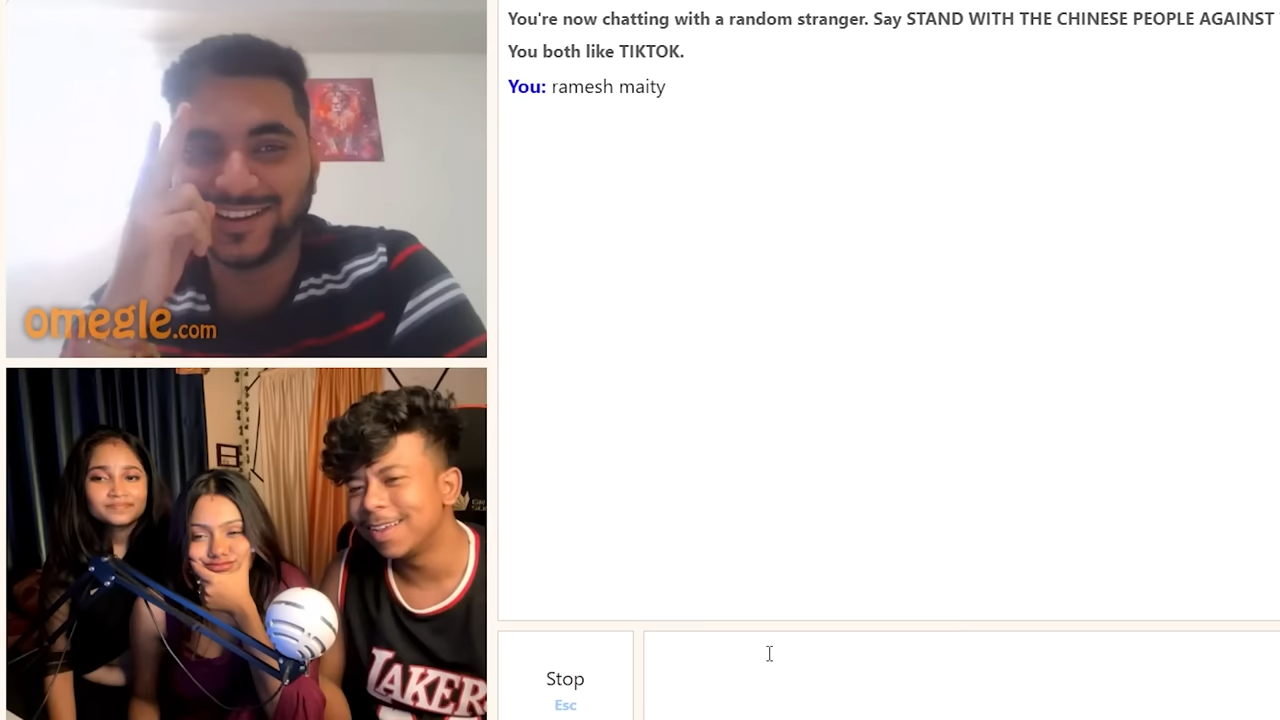 You're now chatting with a random stranger. Say STAND WITH THE CHINESE PEOPLE AGAINST
You both like TIKTOK.
You: ramesh maity
omegle.com
LAKER
Stop
Esc